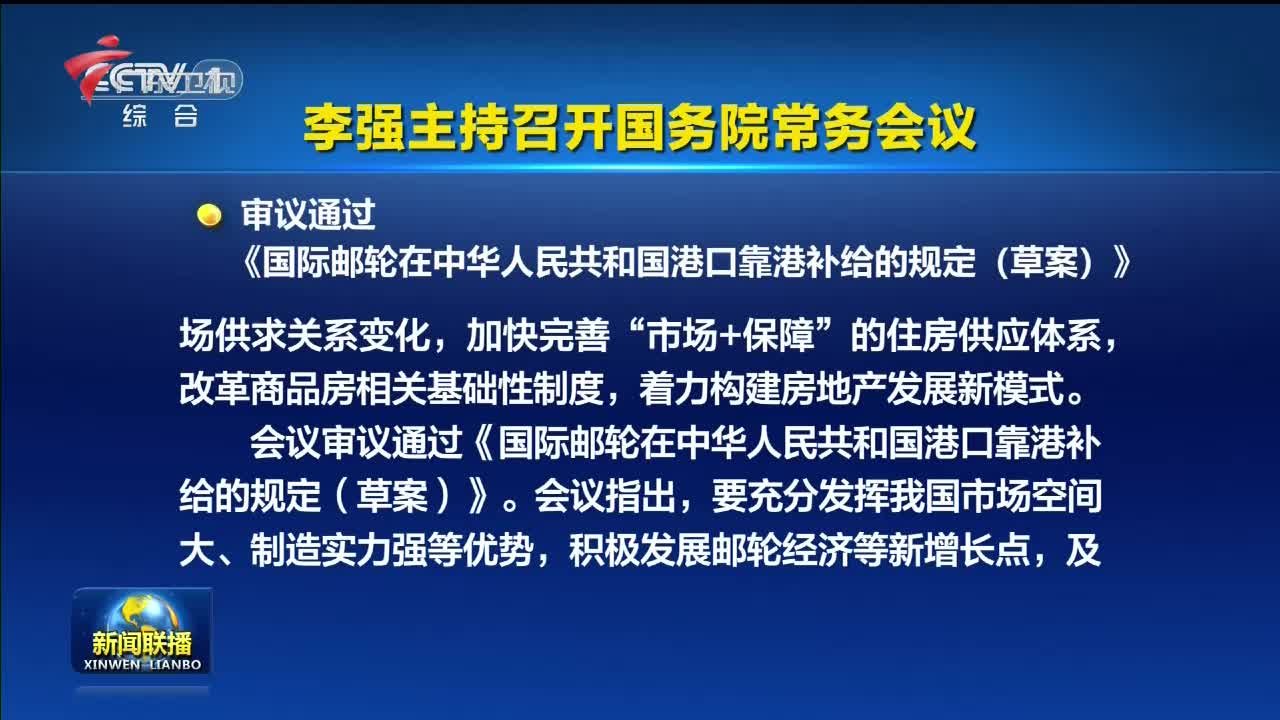 CCTV 1
综合
李强主持召开国务院常务会议
审议通过
《国际邮轮在中华人民共和国港口靠港补给的规定（草案）》
场供求关系变化，加快完善“市场+保障”的住房供应体系，
改革商品房相关基础性制度，着力构建房地产发展新模式。
会议审议通过《国际邮轮在中华人民共和国港口靠港补
给的规定（草案）》。会议指出，要充分发挥我国市场空间
大、制造实力强等优势，积极发展邮轮经济等新增长点，及
新闻联播
XINWEN LIANBO